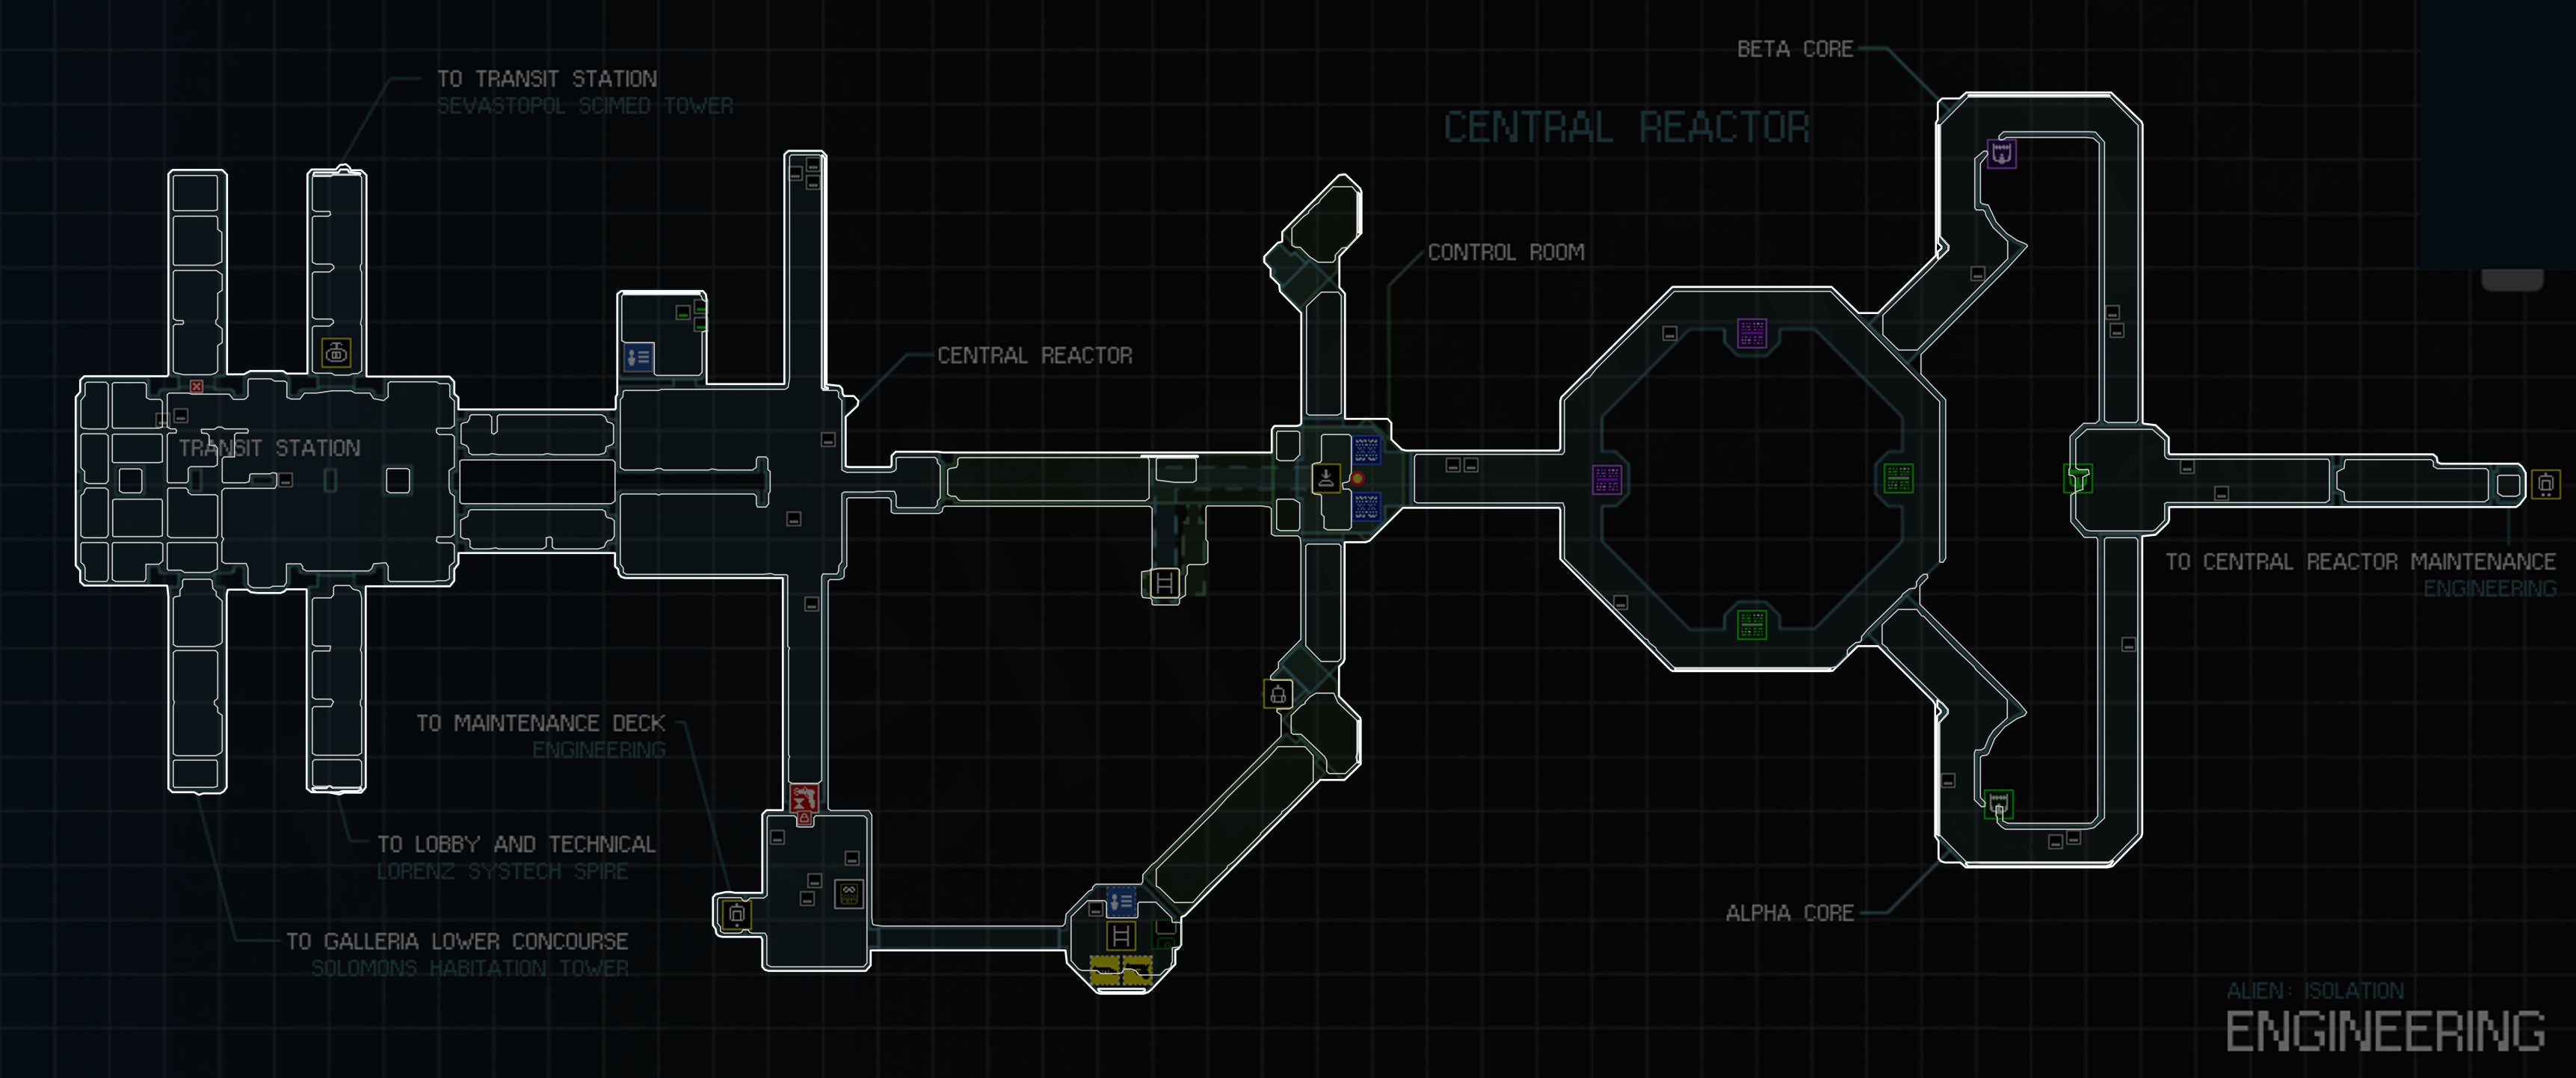 BETA CORE
TO TRANSIT STATION
SEVASTOPOL SCIMED TOWER
CENTRAL REACTOR
CONTROL ROOM
CENTRAL REACTOR
TRANSIT STATION
TO CENTRAL REACTOR MAINTENANCE
ENGINEERING
TO MAINTENANCE DECK
ENGINEERING
TO LOBBY AND TECHNICAL
LORENZ SYSTECH SPIRE
ALPHA CORE
TO GALLERIA LOWER CONCOURSE
SOLOMONS HABITATION TOWER
ALIEN: ISOLATION
ENGINEERING